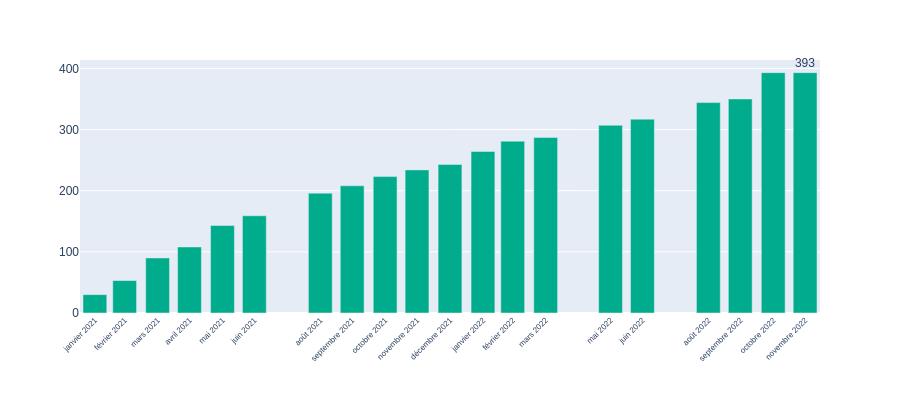 393
400
300
200
100
0
janvier 2021
février 2021
mars 2021
avril 2021
mai 2021
juin 2021
août 2021
septembre 2021
octobre 2021
novembre 2021
décembre 2021
janvier 2022
février 2022
mars 2022
mai 2022
juin 2022
août 2022
septembre 2022
octobre 2022
novembre 2022